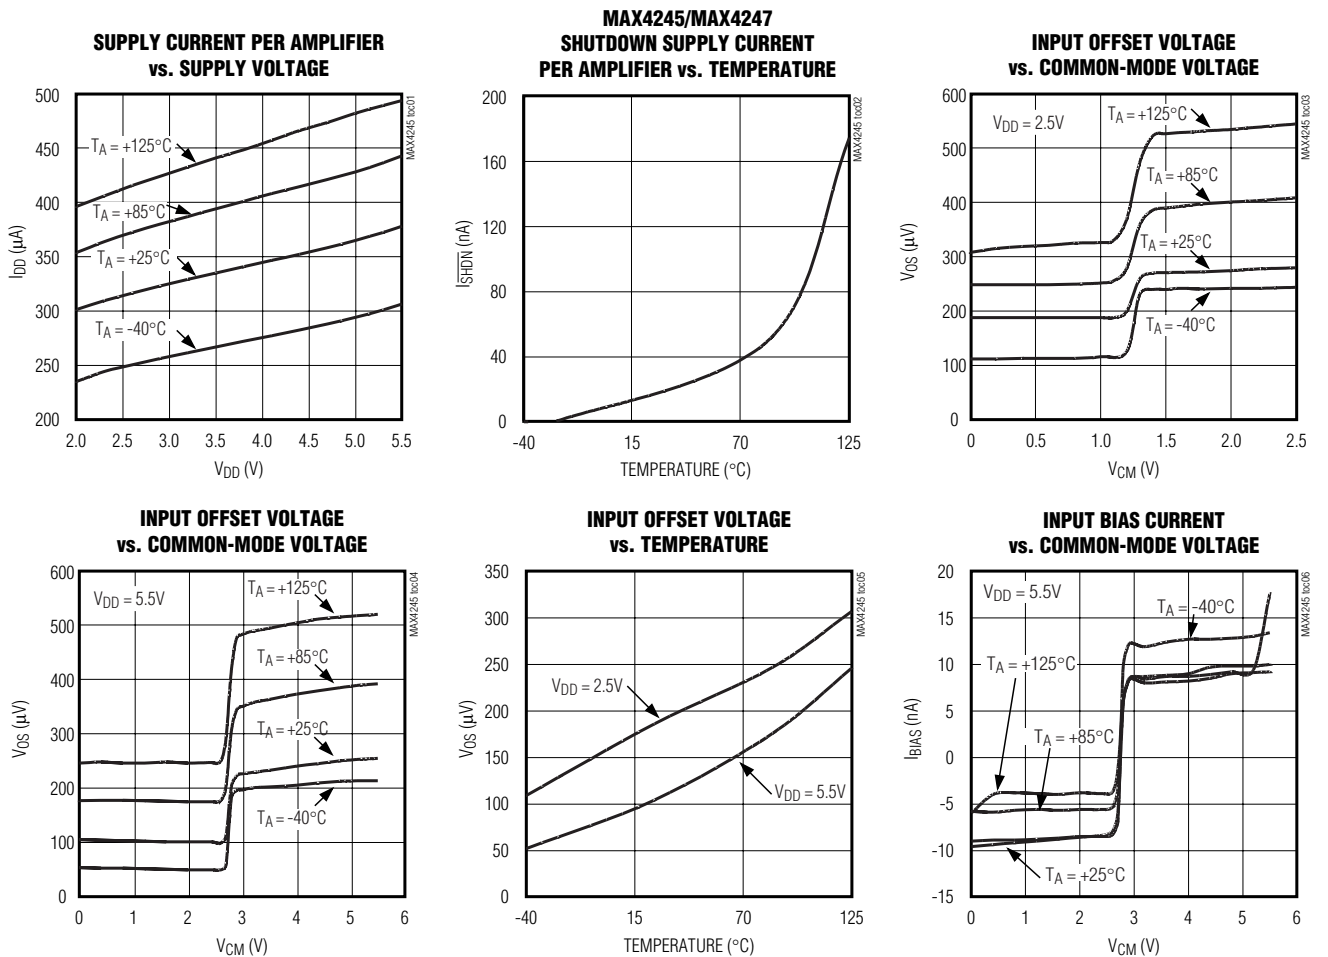 SUPPLY CURRENT PER AMPLIFIER
vs. SUPPLY VOLTAGE
MAX4245 toc01
500
450
400
350
300
250
200
IDD (μA)
TA = +125°C
TA = +85°C
TA = +25°C
TA = -40°C
2.0 2.5 3.0 3.5 4.0 4.5 5.0 5.5
VDD (V)
MAX4245/MAX4247
SHUTDOWN SUPPLY CURRENT
PER AMPLIFIER vs. TEMPERATURE
MAX4245 toc02
200
160
120
80
40
0
ISHDN (nA)
-40 15 70 125
TEMPERATURE (°C)
INPUT OFFSET VOLTAGE
vs. COMMON-MODE VOLTAGE
MAX4245 toc03
600
500
400
300
200
100
0
VOS (μV)
VDD = 2.5V
TA = +125°C
TA = +85°C
TA = +25°C
TA = -40°C
0 0.5 1.0 1.5 2.0 2.5
VCM (V)
INPUT OFFSET VOLTAGE
vs. COMMON-MODE VOLTAGE
MAX4245 toc04
600
500
400
300
200
100
0
VOS (μV)
VDD = 5.5V
TA = +125°C
TA = +85°C
TA = +25°C
TA = -40°C
0 1 2 3 4 5 6
VCM (V)
INPUT OFFSET VOLTAGE
vs. TEMPERATURE
MAX4245 toc05
350
300
250
200
150
100
50
0
VOS (μV)
VDD = 2.5V
VDD = 5.5V
-40 15 70 125
TEMPERATURE (°C)
INPUT BIAS CURRENT
vs. COMMON-MODE VOLTAGE
MAX4245 toc06
20
15
10
5
0
-5
-10
-15
IBIAS (nA)
VDD = 5.5V
TA = -40°C
TA = +125°C
TA = +85°C
TA = +25°C
0 1 2 3 4 5 6
VCM (V)